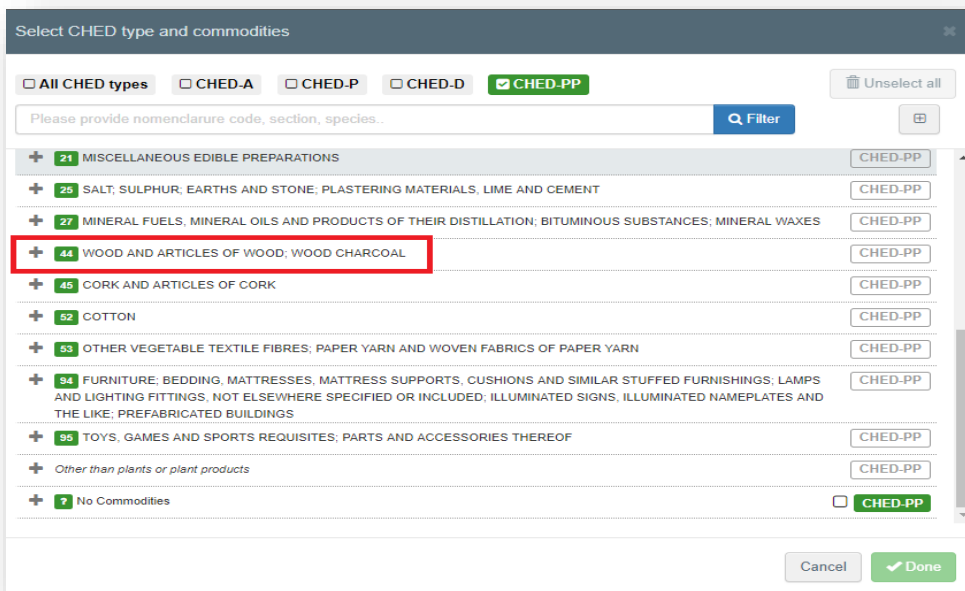 Select CHED type and commodities
All CHED types CHED-A CHED-P CHED-D CHED-PP Unselect all
Please provide nomenclarure code, section, species.. Filter
21 MISCELLANEOUS EDIBLE PREPARATIONS CHED-PP
25 SALT; SULPHUR; EARTHS AND STONE; PLASTERING MATERIALS, LIME AND CEMENT CHED-PP
27 MINERAL FUELS, MINERAL OILS AND PRODUCTS OF THEIR DISTILLATION; BITUMINOUS SUBSTANCES; MINERAL WAXES CHED-PP
44 WOOD AND ARTICLES OF WOOD; WOOD CHARCOAL CHED-PP
45 CORK AND ARTICLES OF CORK CHED-PP
52 COTTON CHED-PP
53 OTHER VEGETABLE TEXTILE FIBRES; PAPER YARN AND WOVEN FABRICS OF PAPER YARN CHED-PP
94 FURNITURE; BEDDING, MATTRESSES, MATTRESS SUPPORTS, CUSHIONS AND SIMILAR STUFFED FURNISHINGS; LAMPS CHED-PP
AND LIGHTING FITTINGS, NOT ELSEWHERE SPECIFIED OR INCLUDED; ILLUMINATED SIGNS, ILLUMINATED NAMEPLATES AND
THE LIKE; PREFABRICATED BUILDINGS
95 TOYS, GAMES AND SPORTS REQUISITES; PARTS AND ACCESSORIES THEREOF CHED-PP
Other than plants or plant products CHED-PP
? No Commodities CHED-PP
Cancel Done